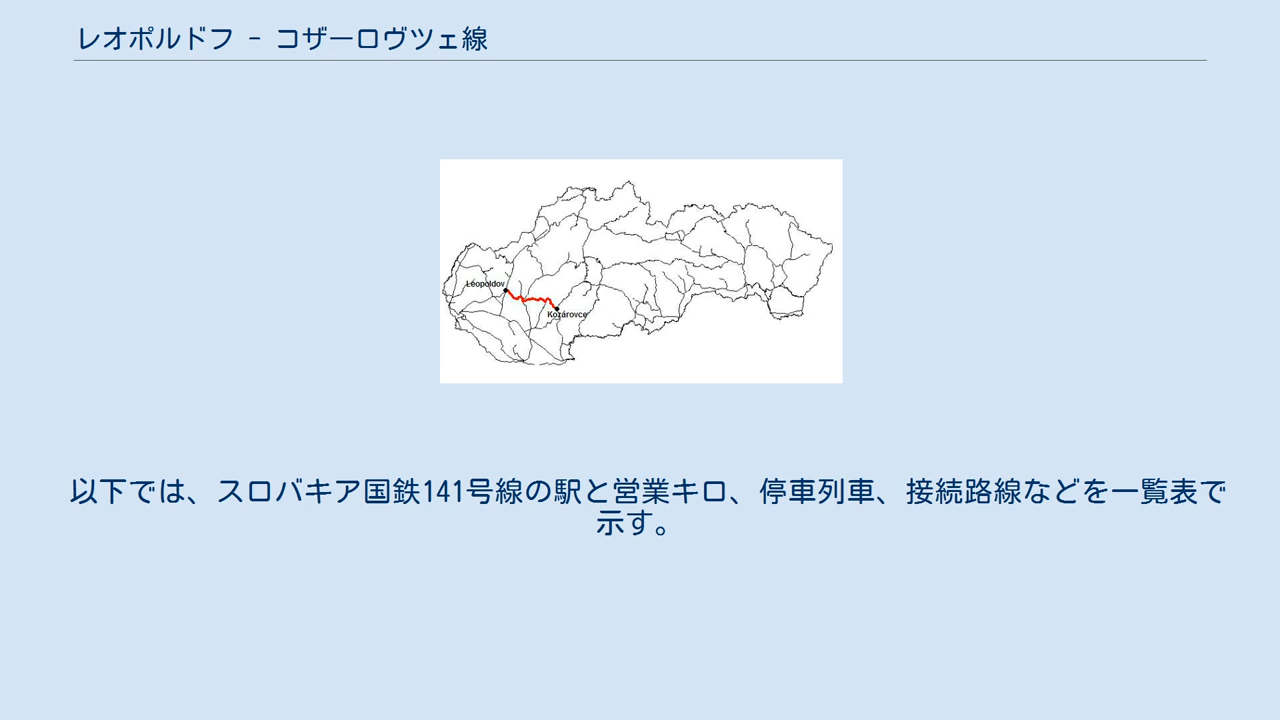 レオポルドフ - コザーロヴツェ線
Leopoldov
Kozárovce
以下では、スロバキア国鉄141号線の駅と営業キロ、停車列車、接続路線などを一覧表で
示す。